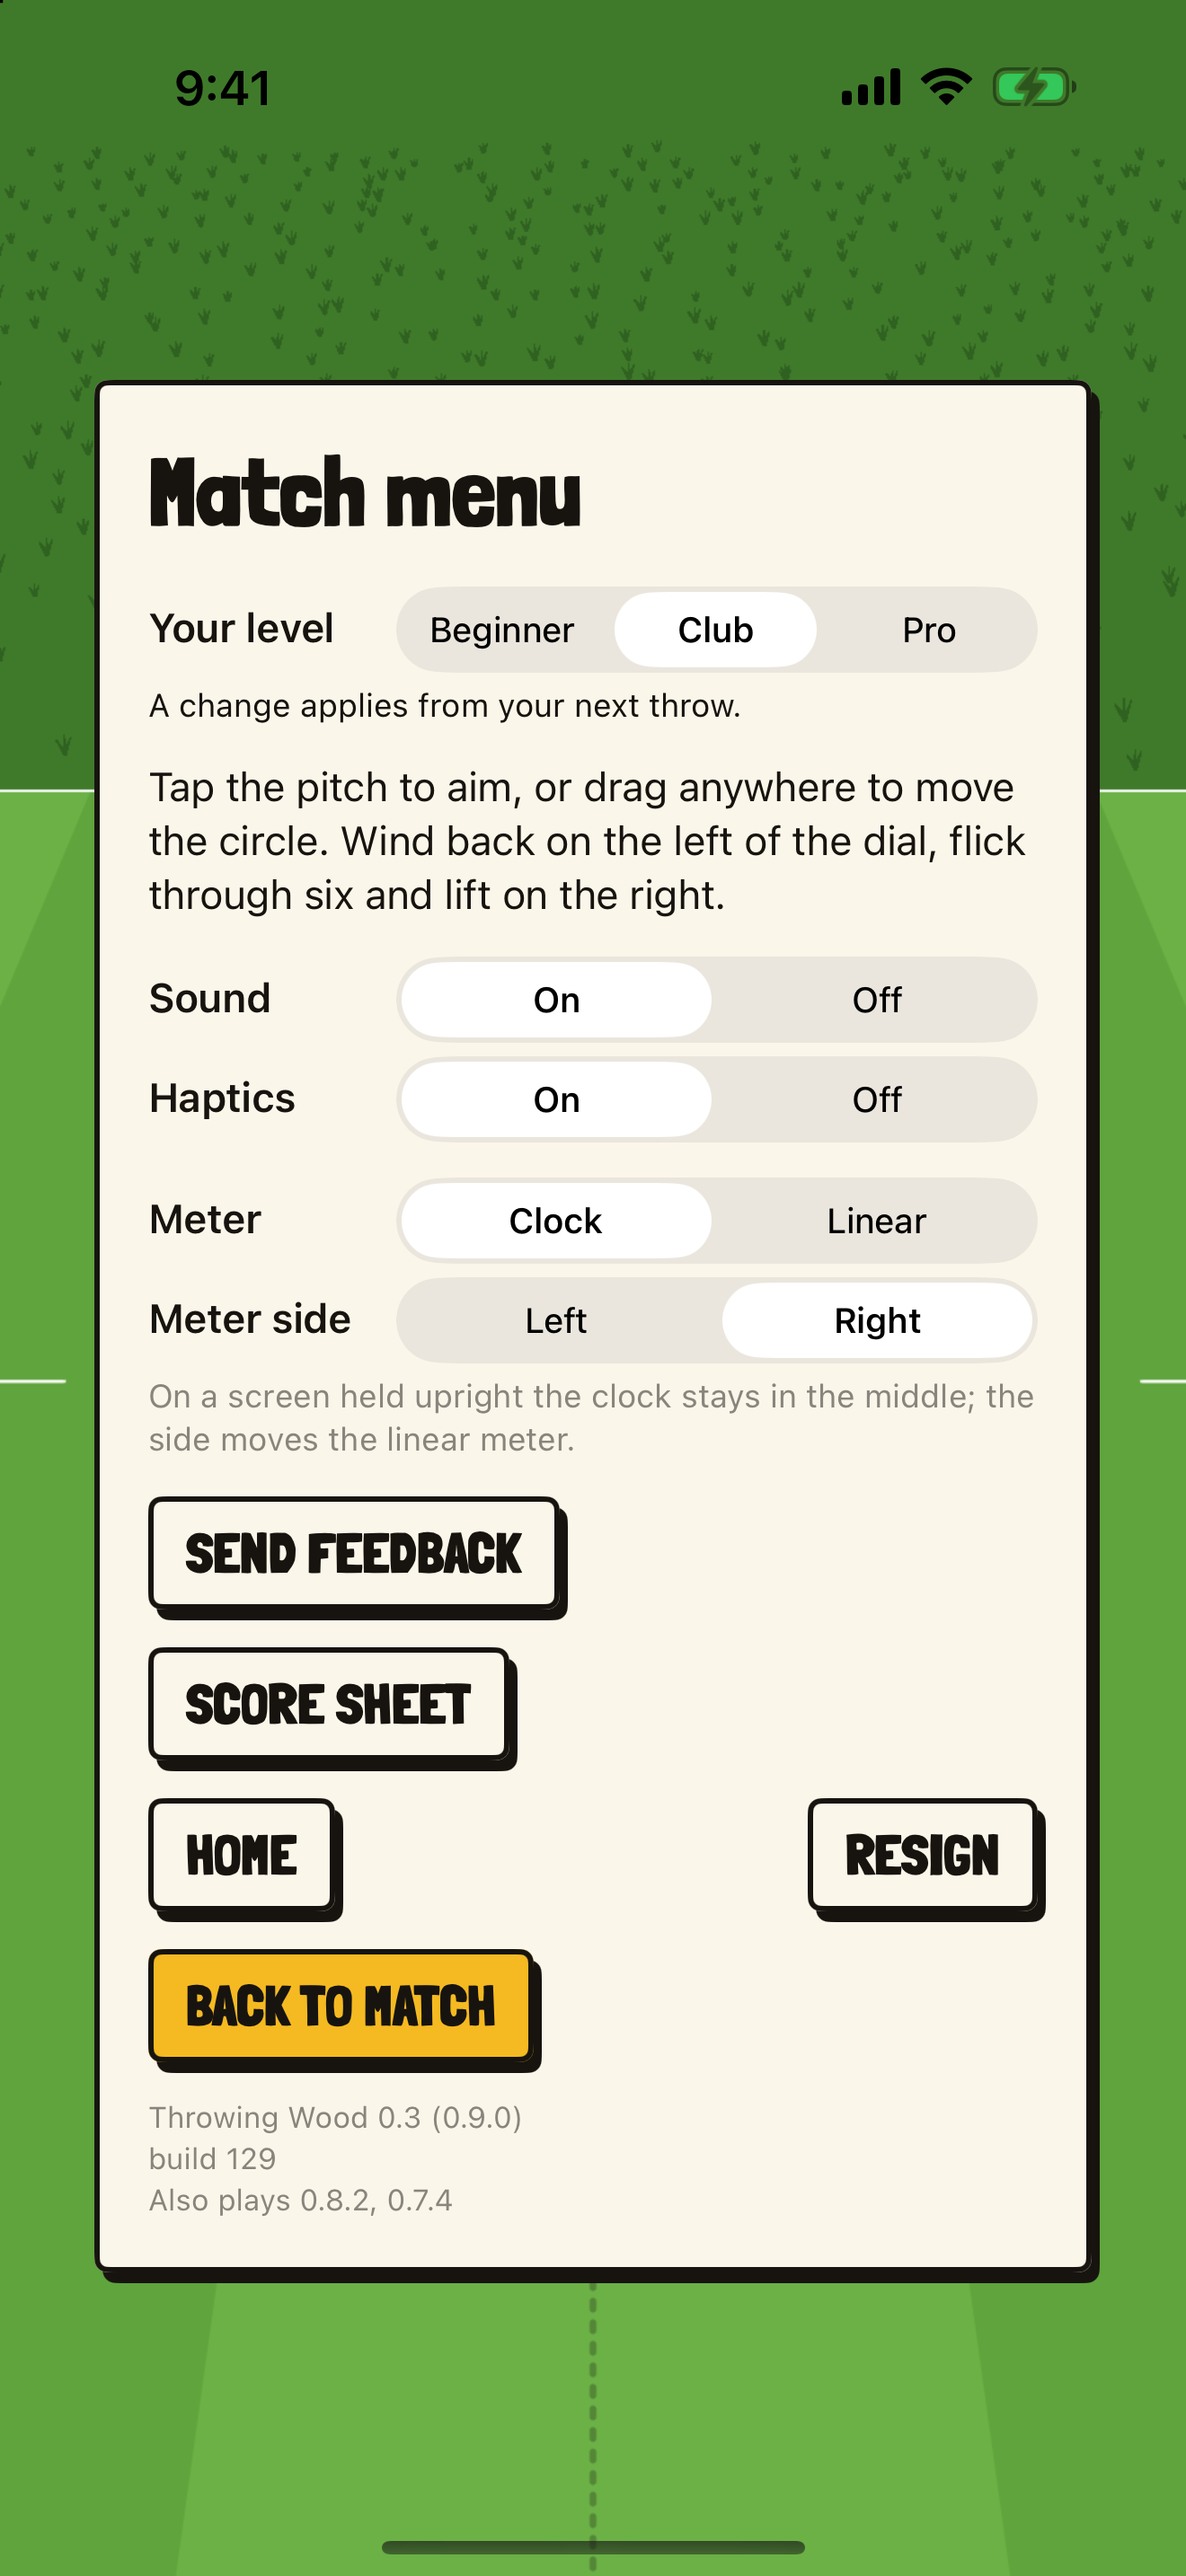 9:41
Match menu
Your level Beginner Club Pro
A change applies from your next throw.
Tap the pitch to aim, or drag anywhere to move
the circle. Wind back on the left of the dial, flick
through six and lift on the right.
Sound On Off
Haptics On Off
Meter Clock Linear
Meter side Left Right
On a screen held upright the clock stays in the middle; the
side moves the linear meter.
SEND FEEDBACK
SCORE SHEET
HOME RESIGN
BACK TO MATCH
Throwing Wood 0.3 (0.9.0)
build 129
Also plays 0.8.2, 0.7.4